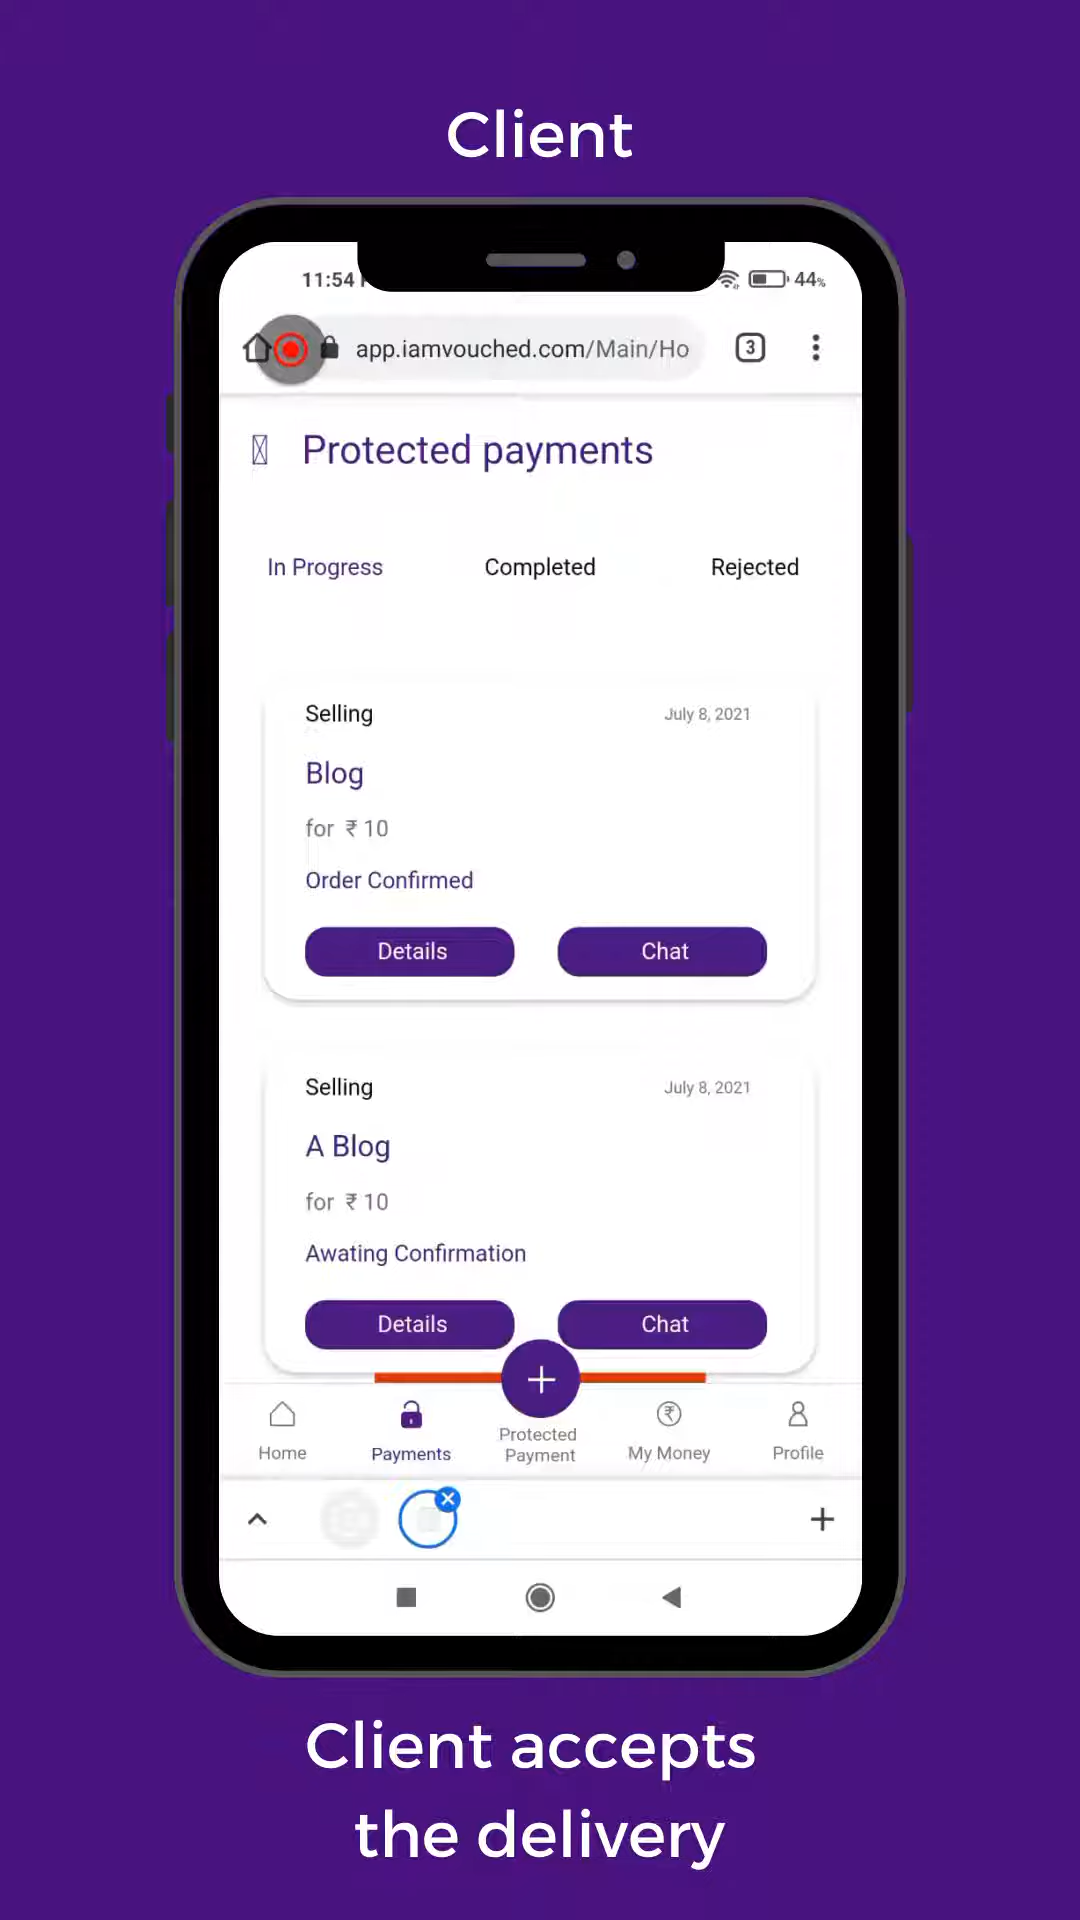 Client
11:54
44%
app.iamvouched.com/Main/Ho
3
Protected payments
In Progress Completed Rejected
Selling July 8, 2021
Blog
for ₹ 10
Order Confirmed
Details Chat
Selling July 8, 2021
A Blog
for ₹ 10
Awating Confirmation
Details Chat
Home Payments Protected Payment My Money Profile
Client accepts
the delivery